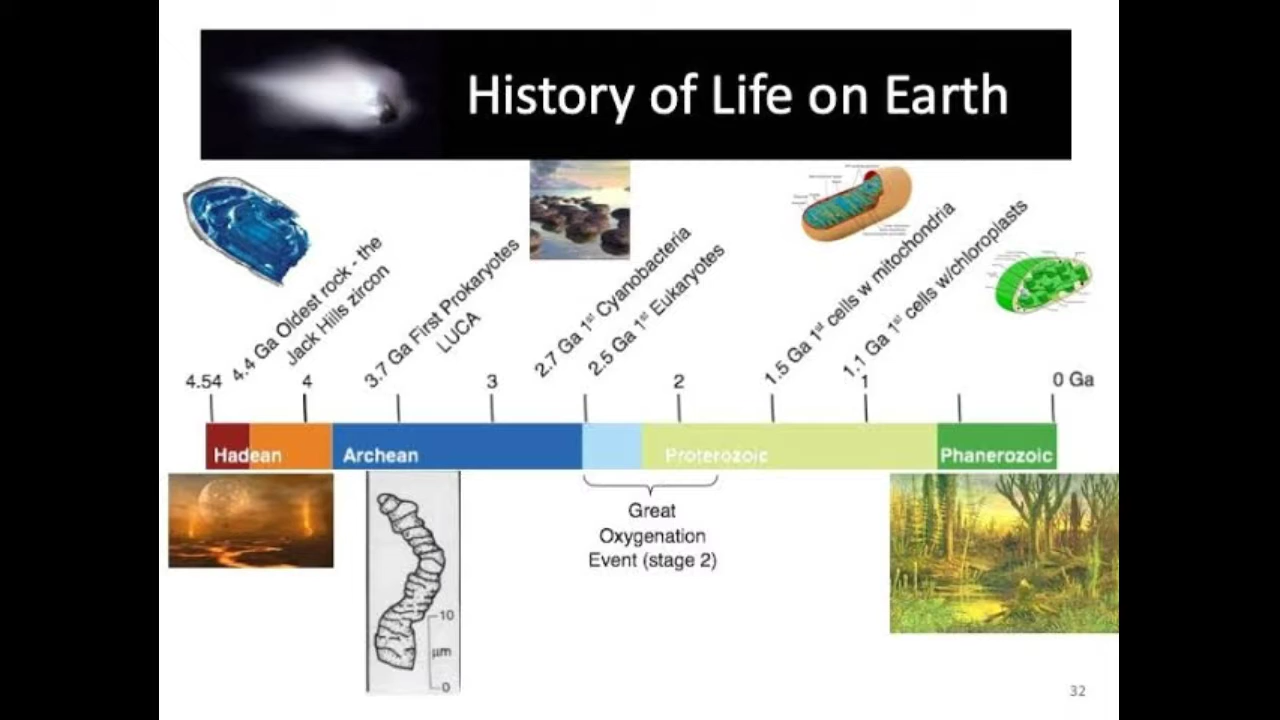 History of Life on Earth
4.4 Ga Oldest rock - the
Jack Hills zircon
3.7 Ga First Prokaryotes
LUCA
2.7 Ga 1st Cyanobacteria
2.5 Ga 1st Eukaryotes
1.5 Ga 1st cells w mitochondria
1.1 Ga 1st cells w/chloroplasts
4.54
4
3
2
1
0 Ga
Hadean
Archean
Proterozoic
Phanerozoic
Great
Oxygenation
Event (stage 2)
10
μm
0
32